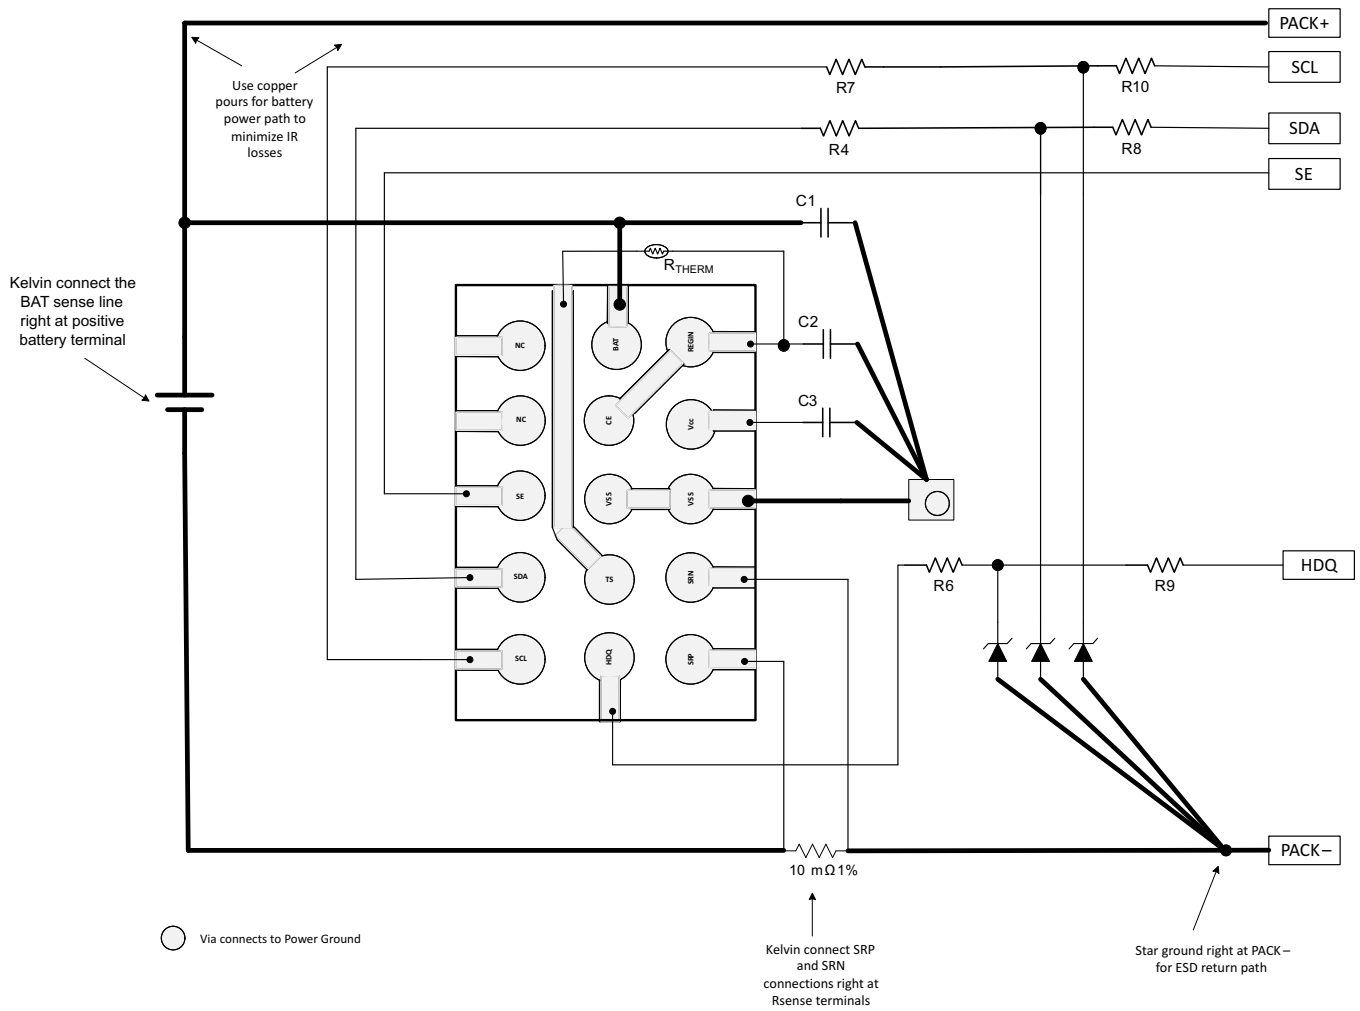 PACK+
SCL
R7
R10
Use copper
pours for battery
power path to
minimize IR
losses
SDA
R4
R8
SE
C1
RTHERM
Kelvin connect the
BAT sense line
right at positive
battery terminal
NC
BAT
REGIN
C2
NC
CE
Vcc
C3
SE
VSS
VSS
SDA
TS
SRN
R6
R9
HDQ
SCL
HDQ
SRP
10 mΩ1%
PACK–
Kelvin connect SRP
and SRN
connections right at
Rsense terminals
Star ground right at PACK–
for ESD return path
Via connects to Power Ground